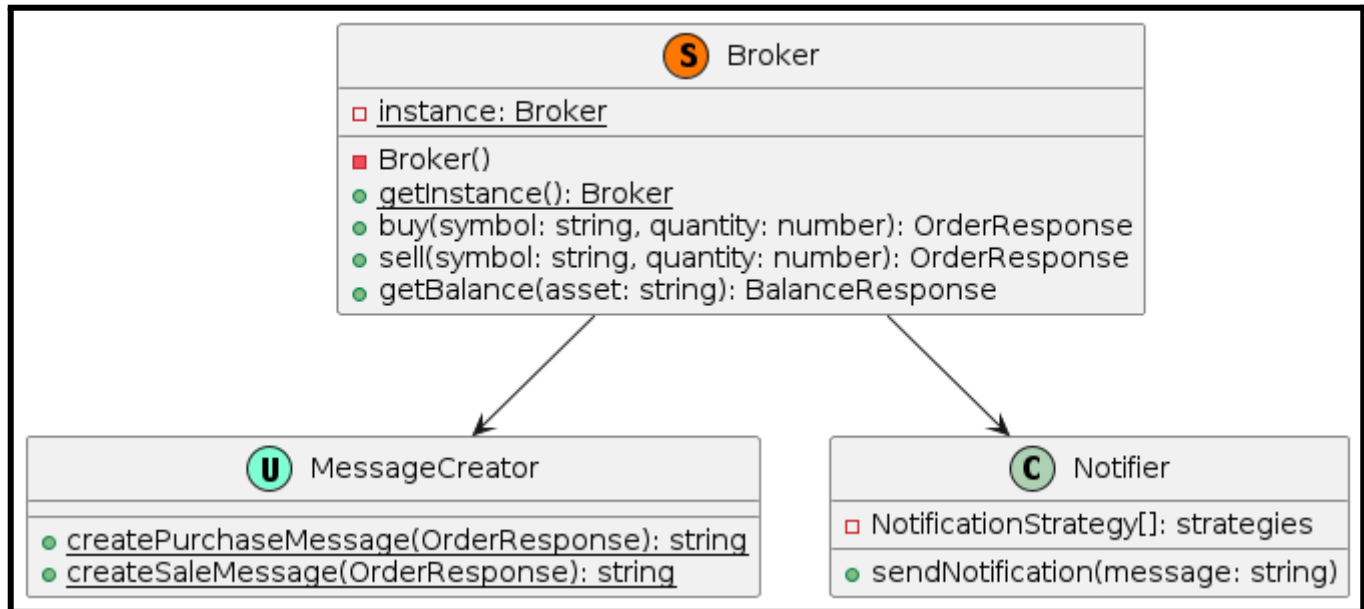 S Broker
instance: Broker
Broker()
getInstance(): Broker
buy(symbol: string, quantity: number): OrderResponse
sell(symbol: string, quantity: number): OrderResponse
getBalance(asset: string): BalanceResponse
U MessageCreator
createPurchaseMessage(OrderResponse): string
createSaleMessage(OrderResponse): string
C Notifier
NotificationStrategy[]: strategies
sendNotification(message: string)